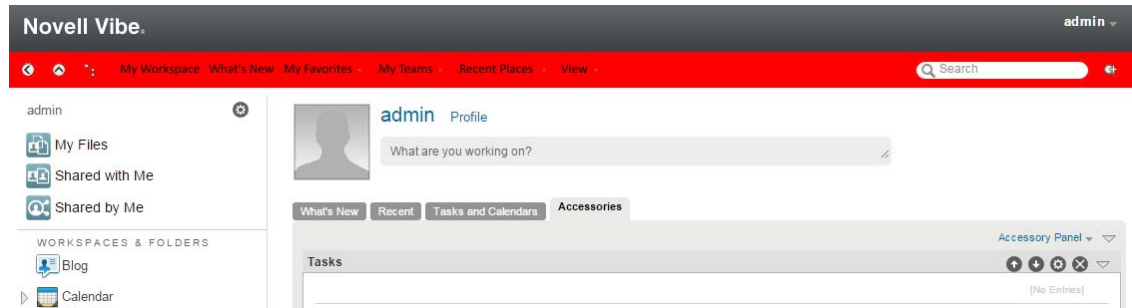 Novell Vibe.
admin
My Workspace What's New My Favorites My Teams Recent Places View
Search
admin
My Files
Shared with Me
Shared by Me
WORKSPACES & FOLDERS
Blog
Calendar
admin Profile
What are you working on?
What's New Recent Tasks and Calendars Accessories
Accessory Panel
Tasks
[No Entries]